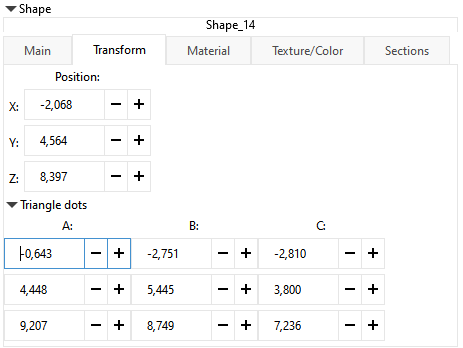 Shape
Shape_14
Main Transform Material Texture/Color Sections
Position:
X: -2,068 − +
Y: 4,564 − +
Z: 8,397 − +
Triangle dots
A: B: C:
-0,643 − + -2,751 − + -2,810 − +
4,448 − + 5,445 − + 3,800 − +
9,207 − + 8,749 − + 7,236 − +